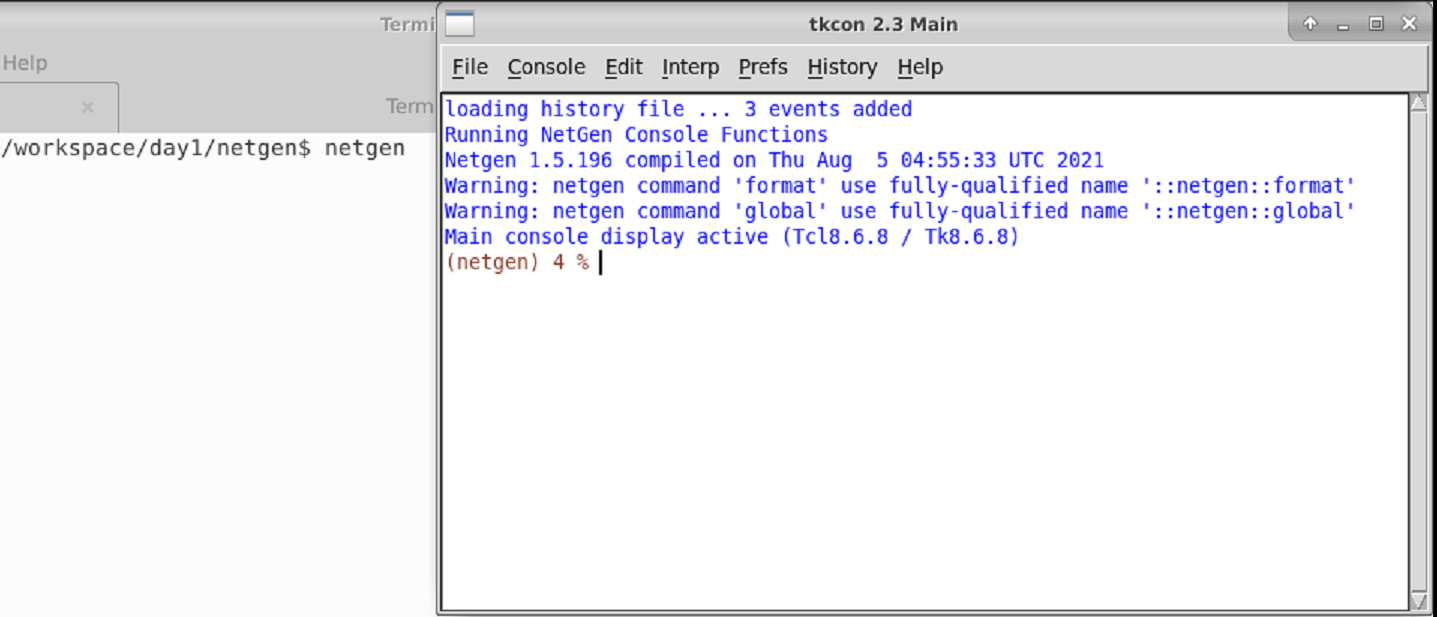 Termi
Help
Term
/workspace/day1/netgen$ netgen
tkcon 2.3 Main
File Console Edit Interp Prefs History Help
loading history file ... 3 events added
Running NetGen Console Functions
Netgen 1.5.196 compiled on Thu Aug  5 04:55:33 UTC 2021
Warning: netgen command 'format' use fully-qualified name '::netgen::format'
Warning: netgen command 'global' use fully-qualified name '::netgen::global'
Main console display active (Tcl8.6.8 / Tk8.6.8)
(netgen) 4 %